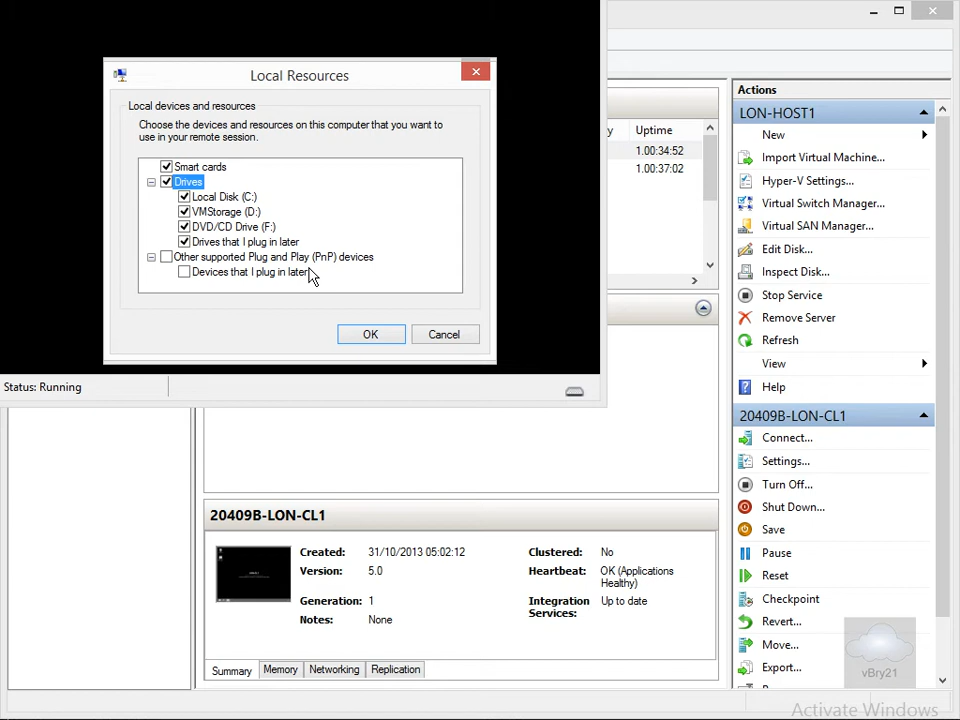 Local Resources
Local devices and resources
Choose the devices and resources on this computer that you want to
use in your remote session.
Smart cards
Drives
Local Disk (C:)
VMStorage (D:)
DVD/CD Drive (F:)
Drives that I plug in later
Other supported Plug and Play (PnP) devices
Devices that I plug in later
OK
Cancel
Status: Running
Uptime
1.00:34:52
1.00:37:02
20409B-LON-CL1
Created: 31/10/2013 05:02:12
Version: 5.0
Generation: 1
Notes: None
Clustered: No
Heartbeat: OK (Applications
Healthy)
Integration Up to date
Services:
Summary
Memory
Networking
Replication
Actions
LON-HOST1
New
Import Virtual Machine...
Hyper-V Settings...
Virtual Switch Manager...
Virtual SAN Manager...
Edit Disk...
Inspect Disk...
Stop Service
Remove Server
Refresh
View
Help
20409B-LON-CL1
Connect...
Settings...
Turn Off...
Shut Down...
Save
Pause
Reset
Checkpoint
Revert...
Move...
Export...
vBry21
Activate Windows